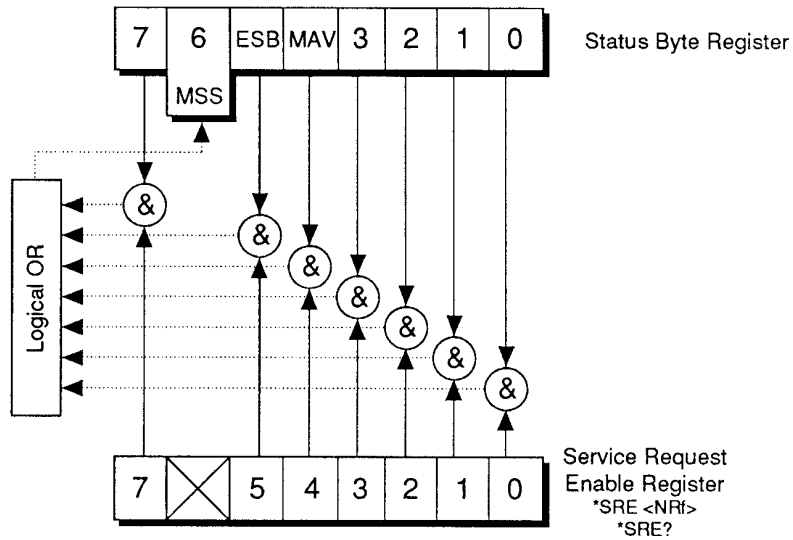 7 6 ESB MAV 3 2 1 0
Status Byte Register
MSS
&
&
&
&
&
&
&
Logical OR
7 5 4 3 2 1 0
Service Request
Enable Register
*SRE <NRf>
*SRE?